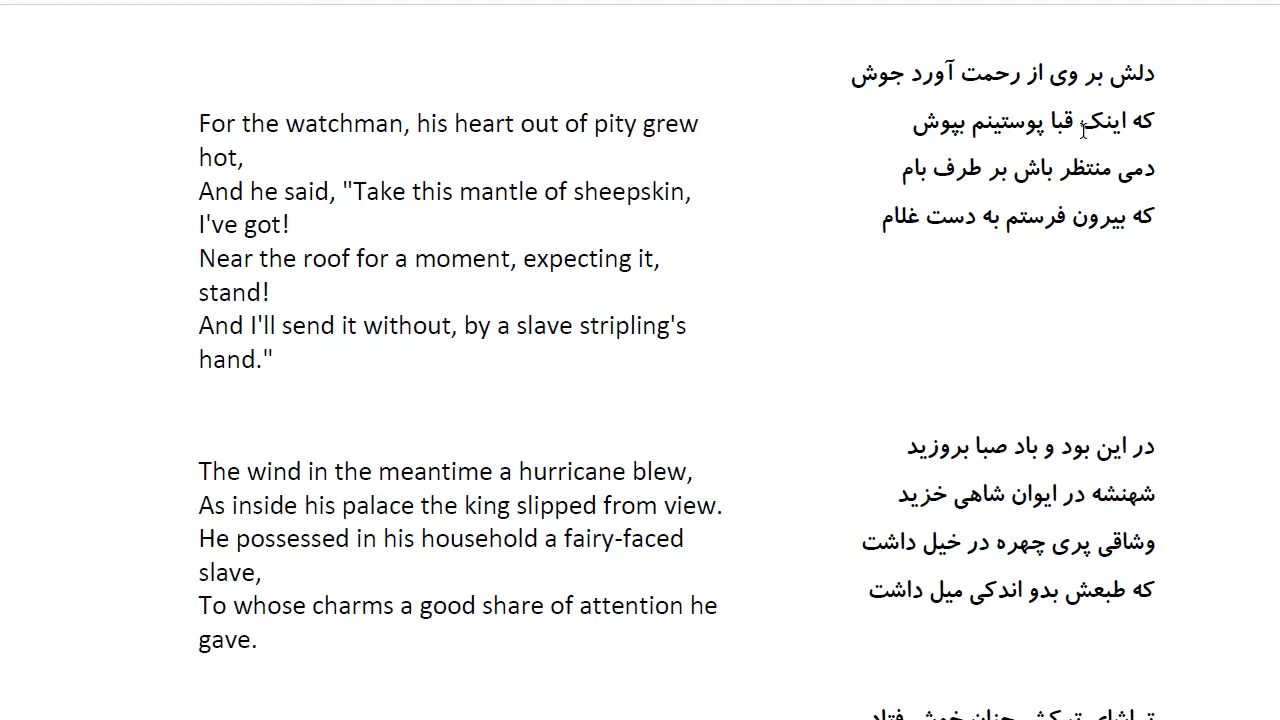 For the watchman, his heart out of pity grew
hot,
And he said, "Take this mantle of sheepskin,
I've got!
Near the roof for a moment, expecting it,
stand!
And I'll send it without, by a slave stripling's
hand."
دلش بر وی از رحمت آورد جوش
که اینک قبا پوستینم بپوش
دمی منتظر باش بر طرف بام
که بیرون فرستم به دست غلام
The wind in the meantime a hurricane blew,
As inside his palace the king slipped from view.
He possessed in his household a fairy-faced
slave,
To whose charms a good share of attention he
gave.
در این بود و باد صبا بروزید
شهنشه در ایوان شاهی خزید
وشاقی پری چهره در خیل داشت
که طبعش بدو اندکی میل داشت